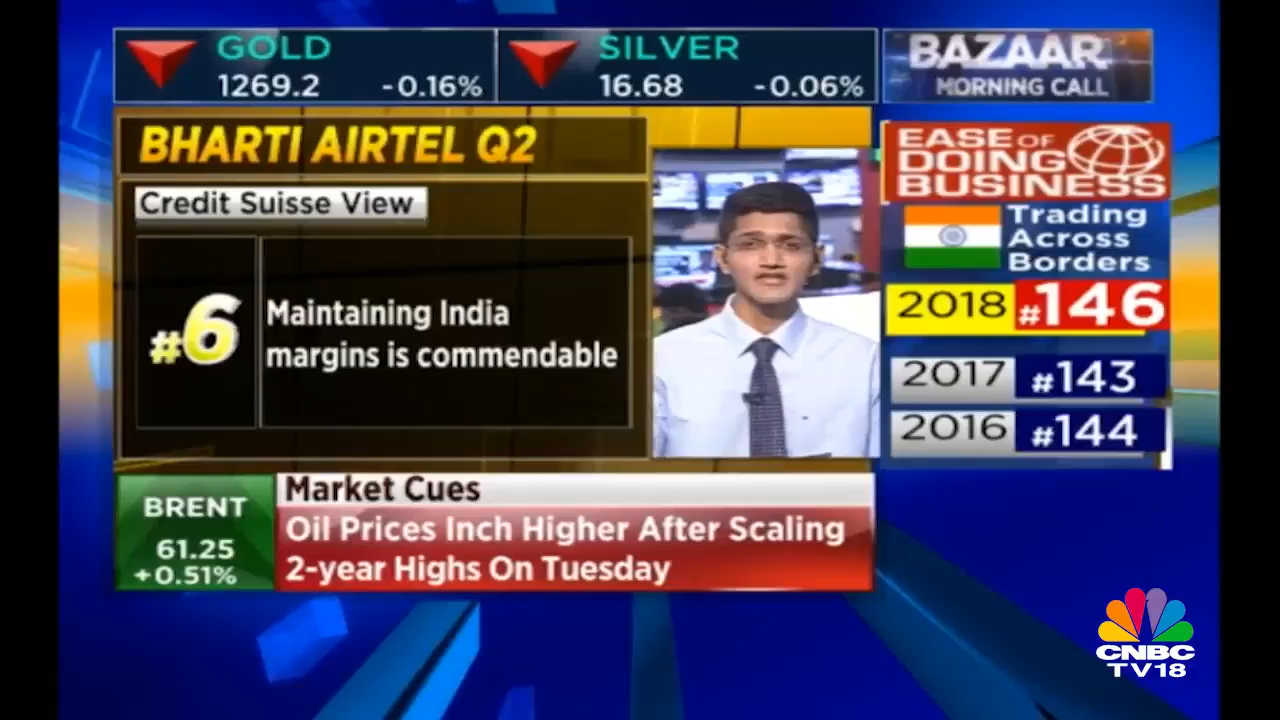 GOLD
1269.2 -0.16%
SILVER
16.68 -0.06%
BAZAAR
MORNING CALL
BHARTI AIRTEL Q2
Credit Suisse View
#6
Maintaining India
margins is commendable
EASE OF
DOING
BUSINESS
Trading
Across
Borders
2018 #146
2017 #143
2016 #144
BRENT
61.25
+0.51%
Market Cues
Oil Prices Inch Higher After Scaling
2-year Highs On Tuesday
CNBC
TV18